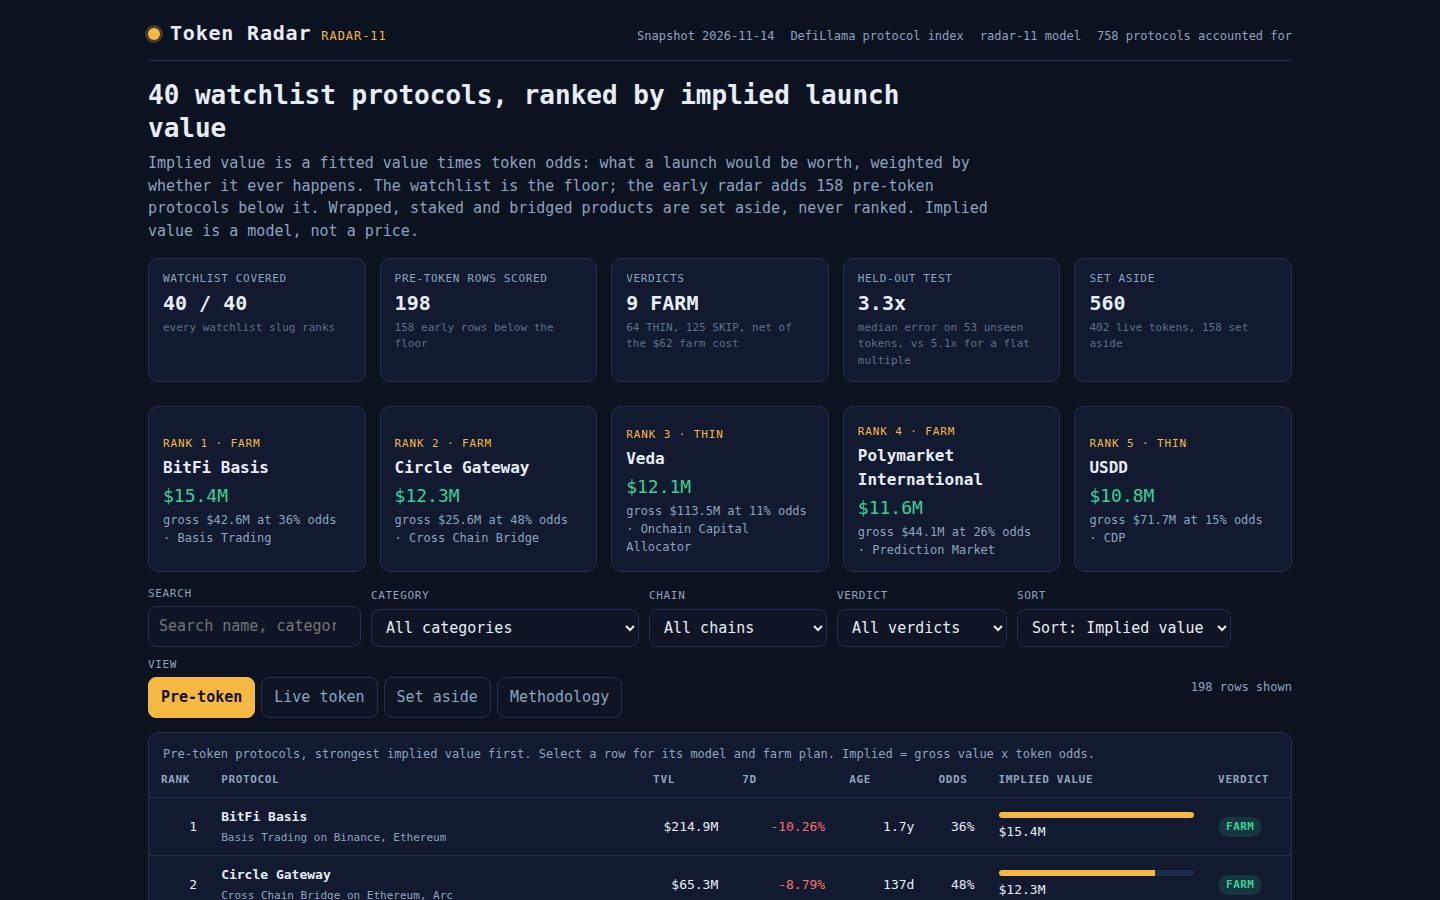 Token Radar RADAR-11
Snapshot 2026-11-14 DefiLlama protocol index radar-11 model 758 protocols accounted for
40 watchlist protocols, ranked by implied launch
value
Implied value is a fitted value times token odds: what a launch would be worth, weighted by
whether it ever happens. The watchlist is the floor; the early radar adds 158 pre-token
protocols below it. Wrapped, staked and bridged products are set aside, never ranked. Implied
value is a model, not a price.
WATCHLIST COVERED
40 / 40
every watchlist slug ranks
PRE-TOKEN ROWS SCORED
198
158 early rows below the
floor
VERDICTS
9 FARM
64 THIN, 125 SKIP, net of
the $62 farm cost
HELD-OUT TEST
3.3x
median error on 53 unseen
tokens, vs 5.1x for a flat
multiple
SET ASIDE
560
402 live tokens, 158 set
aside
RANK 1 · FARM
BitFi Basis
$15.4M
gross $42.6M at 36% odds
· Basis Trading
RANK 2 · FARM
Circle Gateway
$12.3M
gross $25.6M at 48% odds
· Cross Chain Bridge
RANK 3 · THIN
Veda
$12.1M
gross $113.5M at 11% odds
· Onchain Capital
Allocator
RANK 4 · FARM
Polymarket
International
$11.6M
gross $44.1M at 26% odds
· Prediction Market
RANK 5 · THIN
USDD
$10.8M
gross $71.7M at 15% odds
· CDP
SEARCH
Search name, categor
CATEGORY
All categories
CHAIN
All chains
VERDICT
All verdicts
SORT
Sort: Implied value
VIEW
Pre-token Live token Set aside Methodology
198 rows shown
Pre-token protocols, strongest implied value first. Select a row for its model and farm plan. Implied = gross value x token odds.
RANK PROTOCOL TVL 7D AGE ODDS IMPLIED VALUE VERDICT
1 BitFi Basis $214.9M -10.26% 1.7y 36% $15.4M FARM
Basis Trading on Binance, Ethereum
2 Circle Gateway $65.3M -8.79% 137d 48% $12.3M FARM
Cross Chain Bridge on Ethereum, Arc